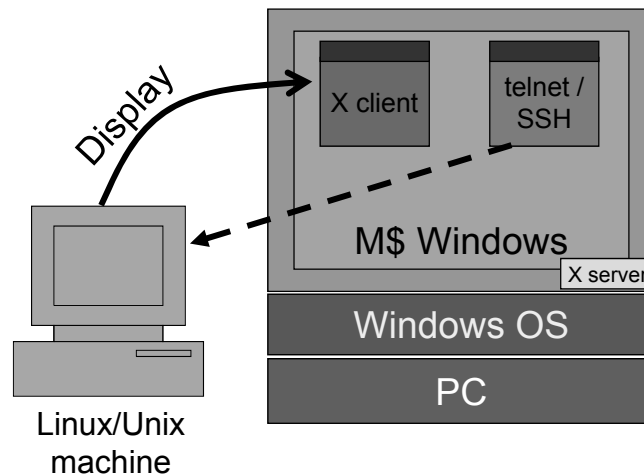 Display
X client
telnet /
SSH
M$ Windows
X server
Windows OS
PC
Linux/Unix
machine